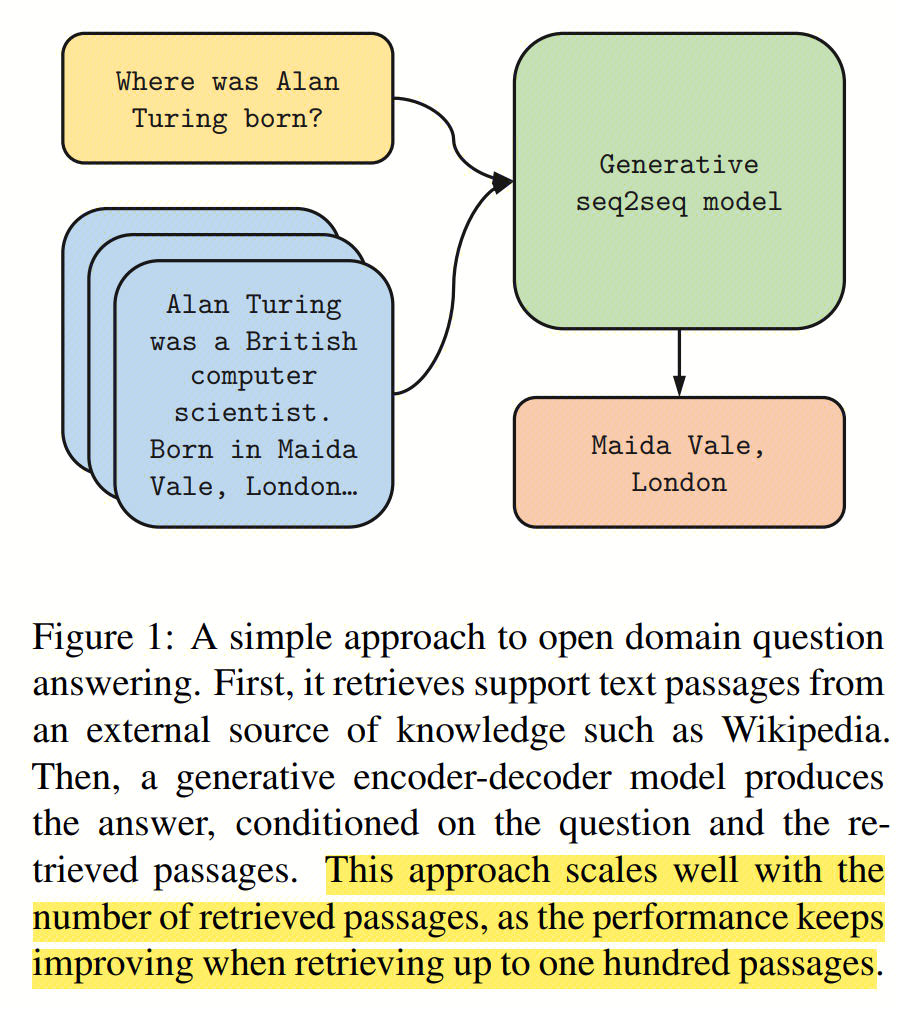 Where was Alan
Turing born?
Generative
seq2seq model
Alan Turing
was a British
computer
scientist.
Born in Maida
Vale, London…
Maida Vale,
London
Figure 1: A simple approach to open domain question
answering. First, it retrieves support text passages from
an external source of knowledge such as Wikipedia.
Then, a generative encoder-decoder model produces
the answer, conditioned on the question and the re-
trieved passages. This approach scales well with the
number of retrieved passages, as the performance keeps
improving when retrieving up to one hundred passages.